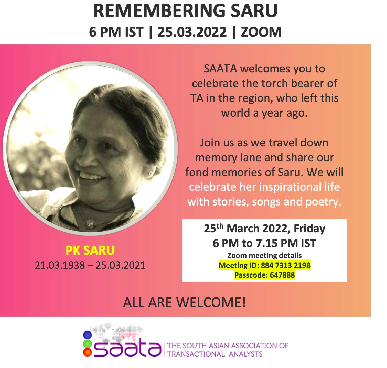 REMEMBERING SARU
6 PM IST | 25.03.2022 | ZOOM
SAATA welcomes you to
celebrate the torch bearer of
TA in the region, who left this
world a year ago.
Join us as we travel down
memory lane and share our
fond memories of Saru. We will
celebrate her inspirational life
with stories, songs and poetry.
PK SARU
21.03.1938 – 25.03.2021
25th March 2022, Friday
6 PM to 7.15 PM IST
Zoom meeting details
Meeting ID: 884 7313 2198
Passcode: 647888
ALL ARE WELCOME!
saata
THE SOUTH ASIAN ASSOCIATION OF
TRANSACTIONAL ANALYSTS